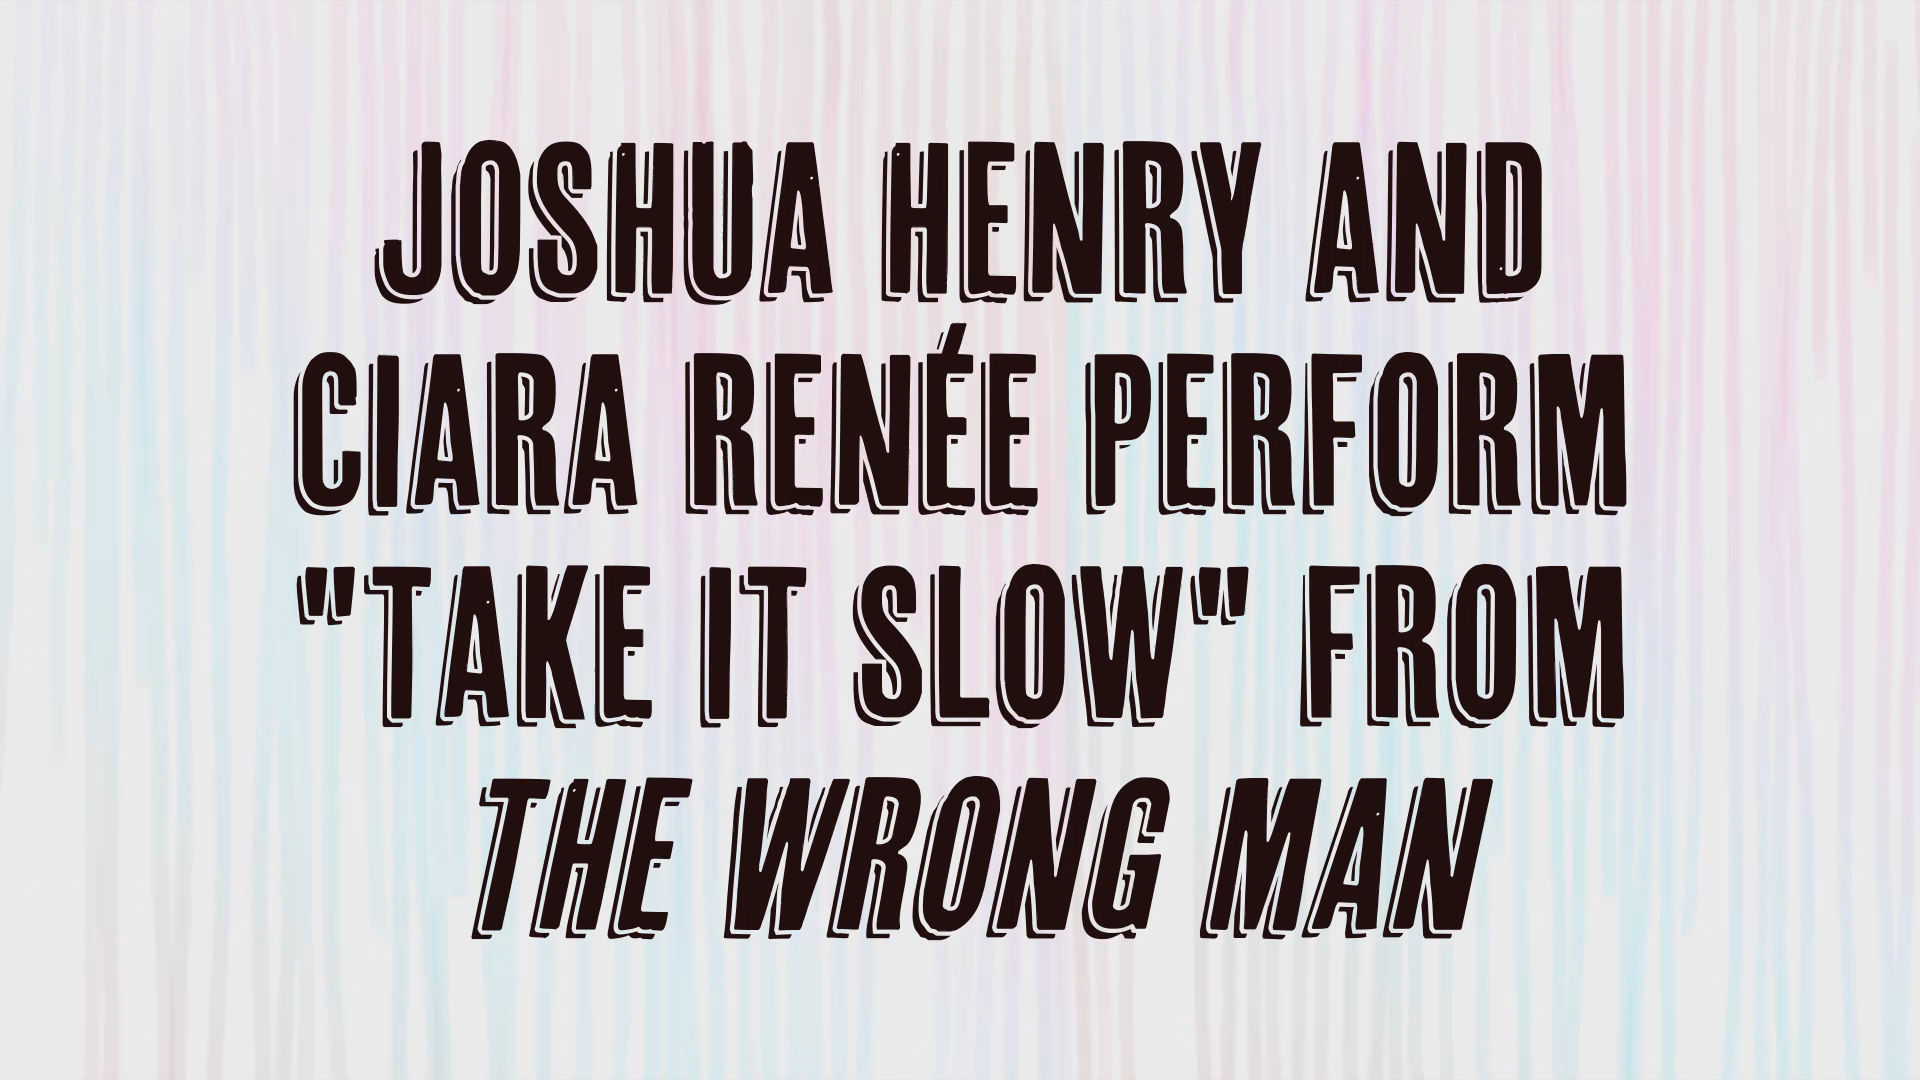 JOSHUA HENRY AND
CIARA RENÉE PERFORM
"TAKE IT SLOW" FROM
THE WRONG MAN